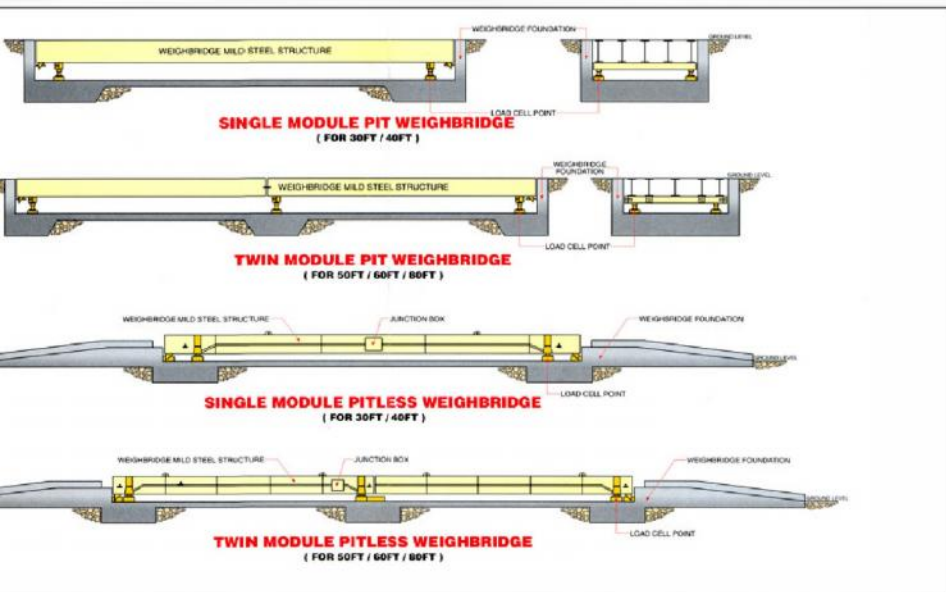 WEIGHBRIDGE FOUNDATION
GROUND LEVEL
WEIGHBRIDGE MILD STEEL STRUCTURE
LOAD CELL POINT
SINGLE MODULE PIT WEIGHBRIDGE
( FOR 30FT / 40FT )
WEIGHBRIDGE
FOUNDATION
GROUND LEVEL
WEIGHBRIDGE MILD STEEL STRUCTURE
LOAD CELL POINT
TWIN MODULE PIT WEIGHBRIDGE
( FOR 50FT / 60FT / 80FT )
WEIGHBRIDGE MILD STEEL STRUCTURE
JUNCTION BOX
WEIGHBRIDGE FOUNDATION
GROUND LEVEL
LOAD CELL POINT
SINGLE MODULE PITLESS WEIGHBRIDGE
( FOR 30FT / 40FT )
WEIGHBRIDGE MILD STEEL STRUCTURE
JUNCTION BOX
WEIGHBRIDGE FOUNDATION
GROUND LEVEL
LOAD CELL POINT
TWIN MODULE PITLESS WEIGHBRIDGE
( FOR 50FT / 60FT / 80FT )